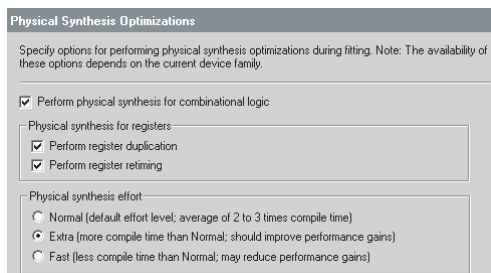 Physical Synthesis Optimizations
Specify options for performing physical synthesis optimizations during fitting. Note: The availability of
these options depends on the current device family.
Perform physical synthesis for combinational logic
Physical synthesis for registers
Perform register duplication
Perform register retiming
Physical synthesis effort
Normal (default effort level; average of 2 to 3 times compile time)
Extra (more compile time than Normal; should improve performance gains)
Fast (less compile time than Normal; may reduce performance gains)